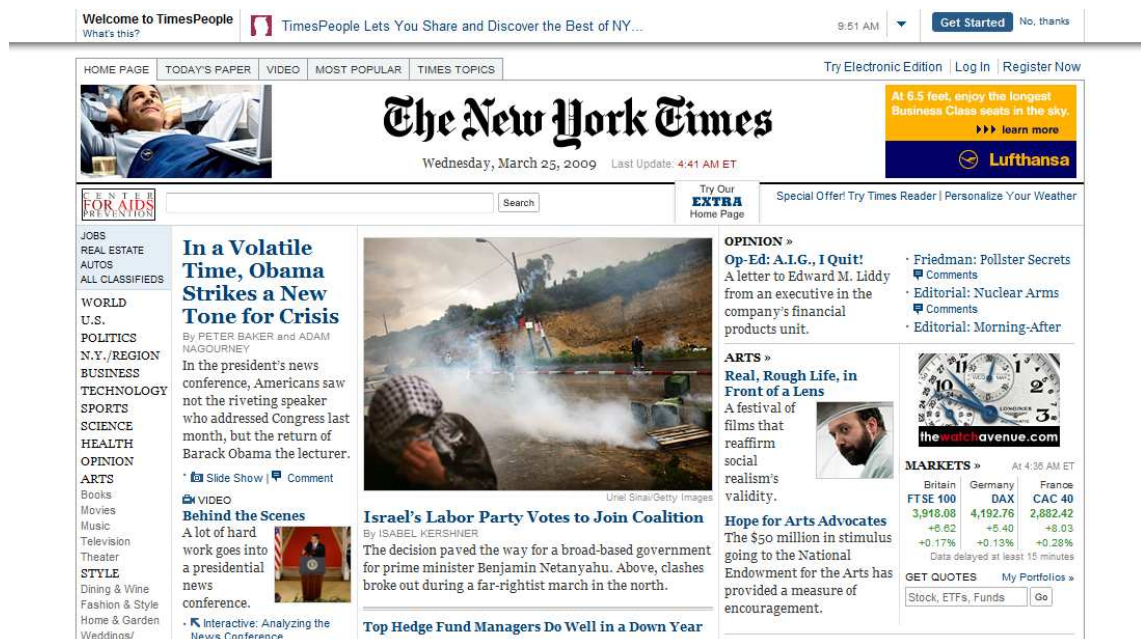 Welcome to TimesPeople
What's this?
TimesPeople Lets You Share and Discover the Best of NY...
9:51 AM
Get Started
No, thanks
HOME PAGE
TODAY'S PAPER
VIDEO
MOST POPULAR
TIMES TOPICS
Try Electronic Edition
Log In
Register Now
The New York Times
Wednesday, March 25, 2009 Last Update: 4:41 AM ET
At 6.5 feet, enjoy the longest
Business Class seats in the sky.
learn more
Lufthansa
CENTER
FOR AIDS
PREVENTION
Search
Try Our
EXTRA
Home Page
Special Offer! Try Times Reader | Personalize Your Weather
JOBS
REAL ESTATE
AUTOS
ALL CLASSIFIEDS
WORLD
U.S.
POLITICS
N.Y./REGION
BUSINESS
TECHNOLOGY
SPORTS
SCIENCE
HEALTH
OPINION
ARTS
Books
Movies
Music
Television
Theater
STYLE
Dining & Wine
Fashion & Style
Home & Garden
Weddings/
In a Volatile
Time, Obama
Strikes a New
Tone for Crisis
By PETER BAKER and ADAM
NAGOURNEY
In the president's news
conference, Americans saw
not the riveting speaker
who addressed Congress last
month, but the return of
Barack Obama the lecturer.
Slide Show | Comment
VIDEO
Behind the Scenes
A lot of hard
work goes into
a presidential
news
conference.
Interactive: Analyzing the
News Conference
Uriel Sinai/Getty Images
Israel's Labor Party Votes to Join Coalition
By ISABEL KERSHNER
The decision paved the way for a broad-based government
for prime minister Benjamin Netanyahu. Above, clashes
broke out during a far-rightist march in the north.
Top Hedge Fund Managers Do Well in a Down Year
OPINION »
Op-Ed: A.I.G., I Quit!
A letter to Edward M. Liddy
from an executive in the
company's financial
products unit.
· Friedman: Pollster Secrets
Comments
· Editorial: Nuclear Arms
Comments
· Editorial: Morning-After
ARTS »
Real, Rough Life, in
Front of a Lens
A festival of
films that
reaffirm
social
realism's
validity.
Hope for Arts Advocates
The $50 million in stimulus
going to the National
Endowment for the Arts has
provided a measure of
encouragement.
LONGINES
thewatchavenue.com
MARKETS » At 4:36 AM ET
Britain Germany France
FTSE 100 DAX CAC 40
3,918.08 4,192.76 2,882.42
+6.62 +5.40 +8.03
+0.17% +0.13% +0.28%
Data delayed at least 15 minutes
GET QUOTES My Portfolios »
Stock, ETFs, Funds Go